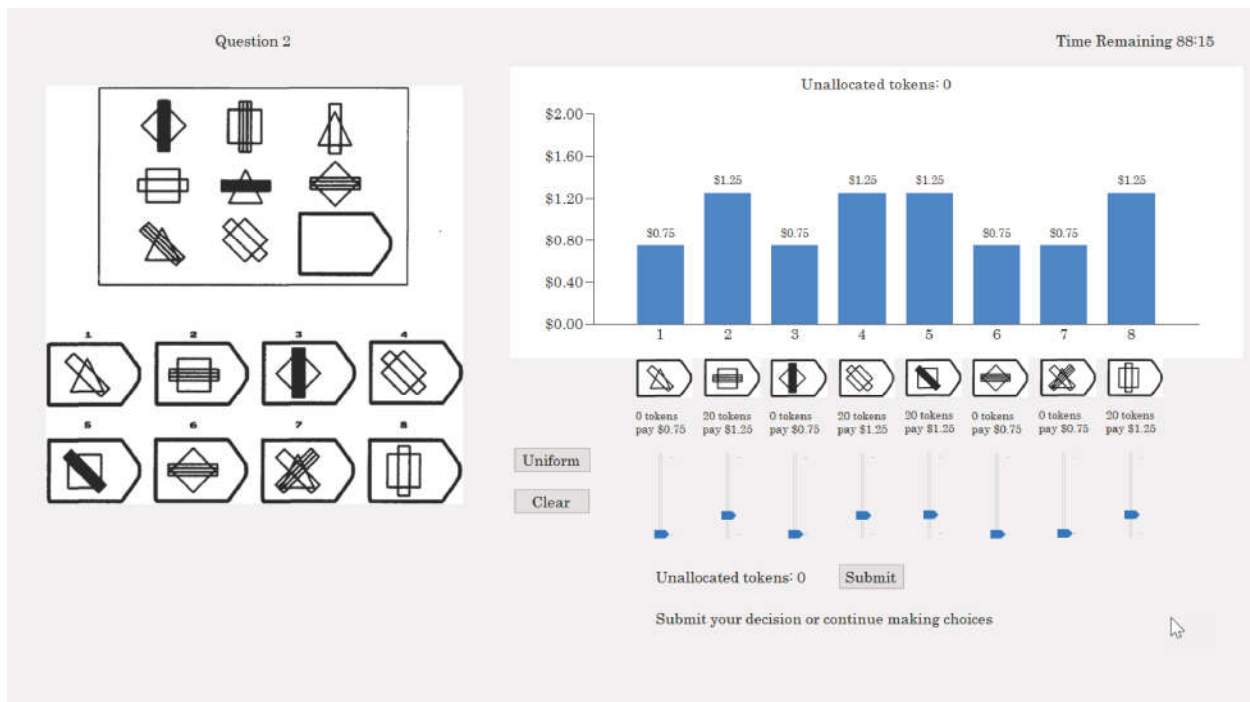 Question 2
Time Remaining 88:15
1 2 3 4
5 6 7 8
Unallocated tokens: 0
$2.00
$1.60
$1.20
$0.80
$0.40
$0.00
$0.75 $1.25 $0.75 $1.25 $1.25 $0.75 $0.75 $1.25
1 2 3 4 5 6 7 8
0 tokens 20 tokens 0 tokens 20 tokens 20 tokens 0 tokens 0 tokens 20 tokens
pay $0.75 pay $1.25 pay $0.75 pay $1.25 pay $1.25 pay $0.75 pay $0.75 pay $1.25
Uniform
Clear
Unallocated tokens: 0 Submit
Submit your decision or continue making choices